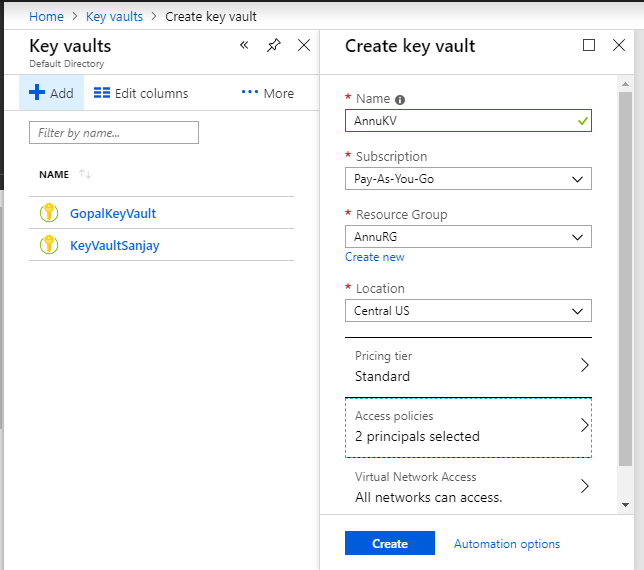 Home > Key vaults > Create key vault
Key vaults
Default Directory
Add
Edit columns
More
Filter by name...
NAME
GopalKeyVault
KeyVaultSanjay
Create key vault
* Name
AnnuKV
* Subscription
Pay-As-You-Go
* Resource Group
AnnuRG
Create new
* Location
Central US
Pricing tier
Standard
Access policies
2 principals selected
Virtual Network Access
All networks can access.
Create
Automation options